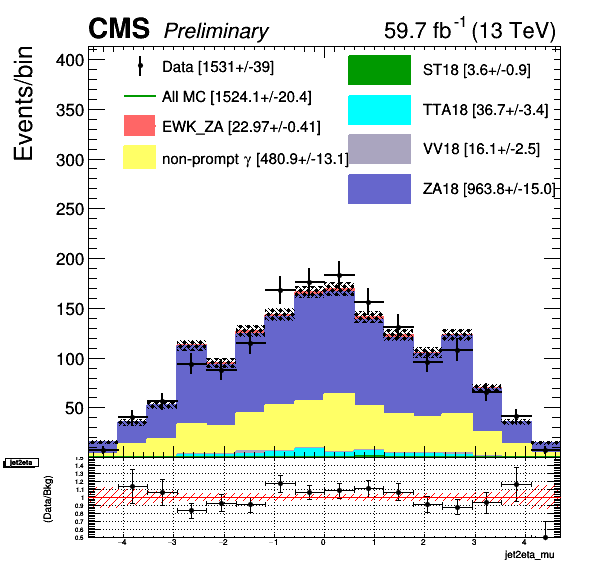 CMS Preliminary 59.7 fb⁻¹ (13 TeV)
Events/bin
400
350
300
250
200
150
100
50
Data [1531+/-39]
All MC [1524.1+/-20.4]
EWK_ZA [22.97+/-0.41]
non-prompt γ [480.9+/-13.1]
ST18 [3.6+/-0.9]
TTA18 [36.7+/-3.4]
VV18 [16.1+/-2.5]
ZA18 [963.8+/-15.0]
jet2eta
(Data/Bkg)
1.5
1.4
1.3
1.2
1.1
1
0.9
0.8
0.7
0.6
0.5
−4 −3 −2 −1 0 1 2 3 4
jet2eta_mu